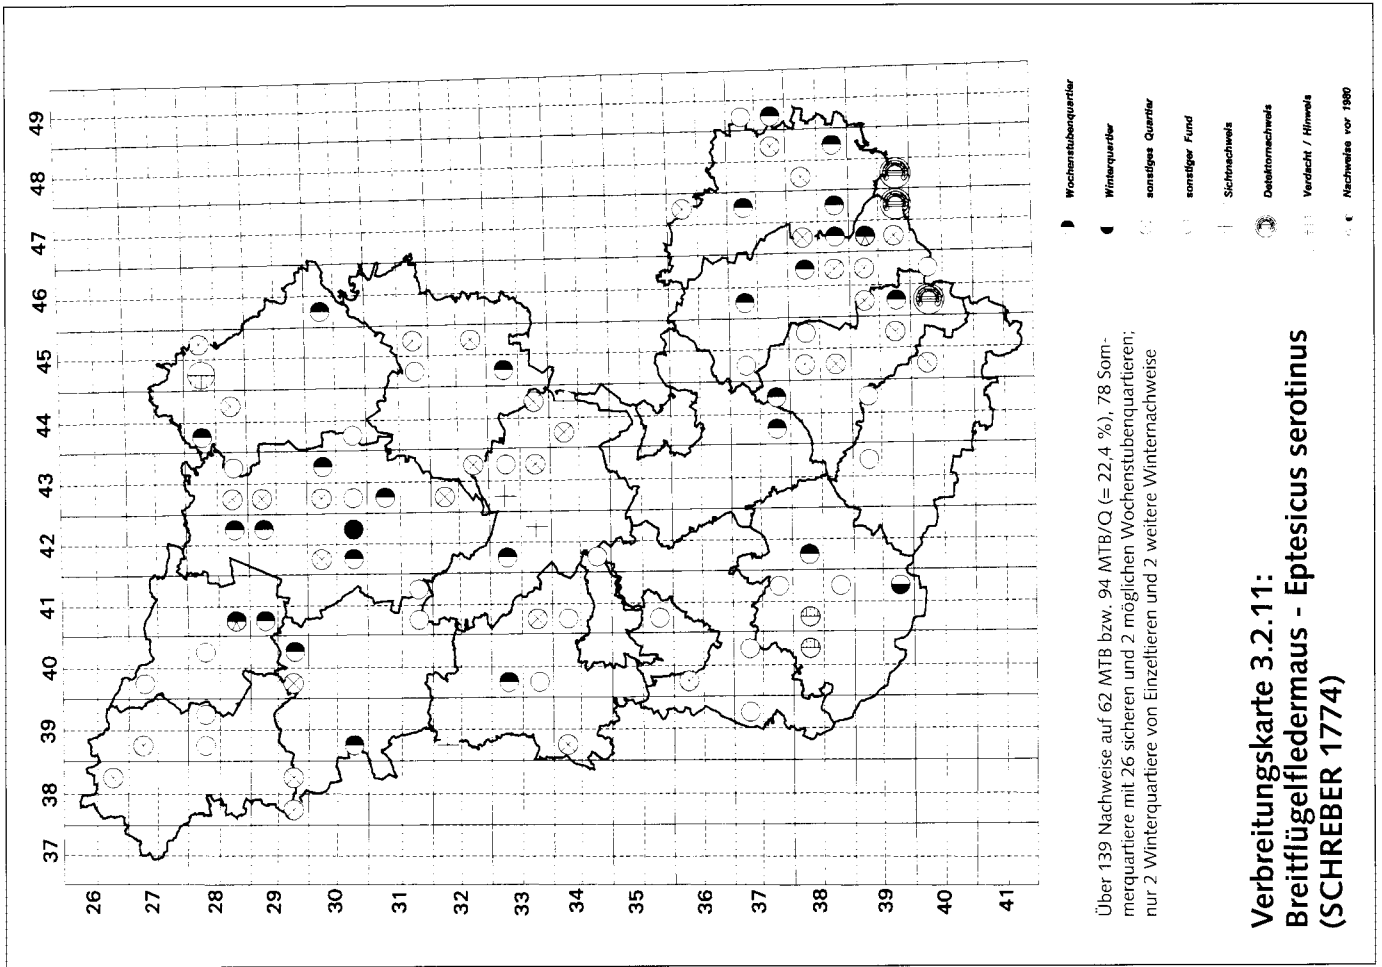 49
48
47
46
45
44
43
42
41
40
39
38
37
26
27
28
29
30
31
32
33
34
35
36
37
38
39
40
41
Wochenstubenquartier
Winterquartier
sonstiges Quartier
sonstiger Fund
Sichtnachweis
Detektornachweis
Verdacht / Hinweis
Nachweise vor 1980
Über 139 Nachweise auf 62 MTB bzw. 94 MTB/Q (= 22,4 %), 78 Som-
merquartiere mit 26 sicheren und 2 möglichen Wochenstubenquartieren;
nur 2 Winterquartiere von Einzeltieren und 2 weitere Winternachweise
Verbreitungskarte 3.2.11:
Breitflügelfledermaus - Eptesicus serotinus
(SCHREBER 1774)